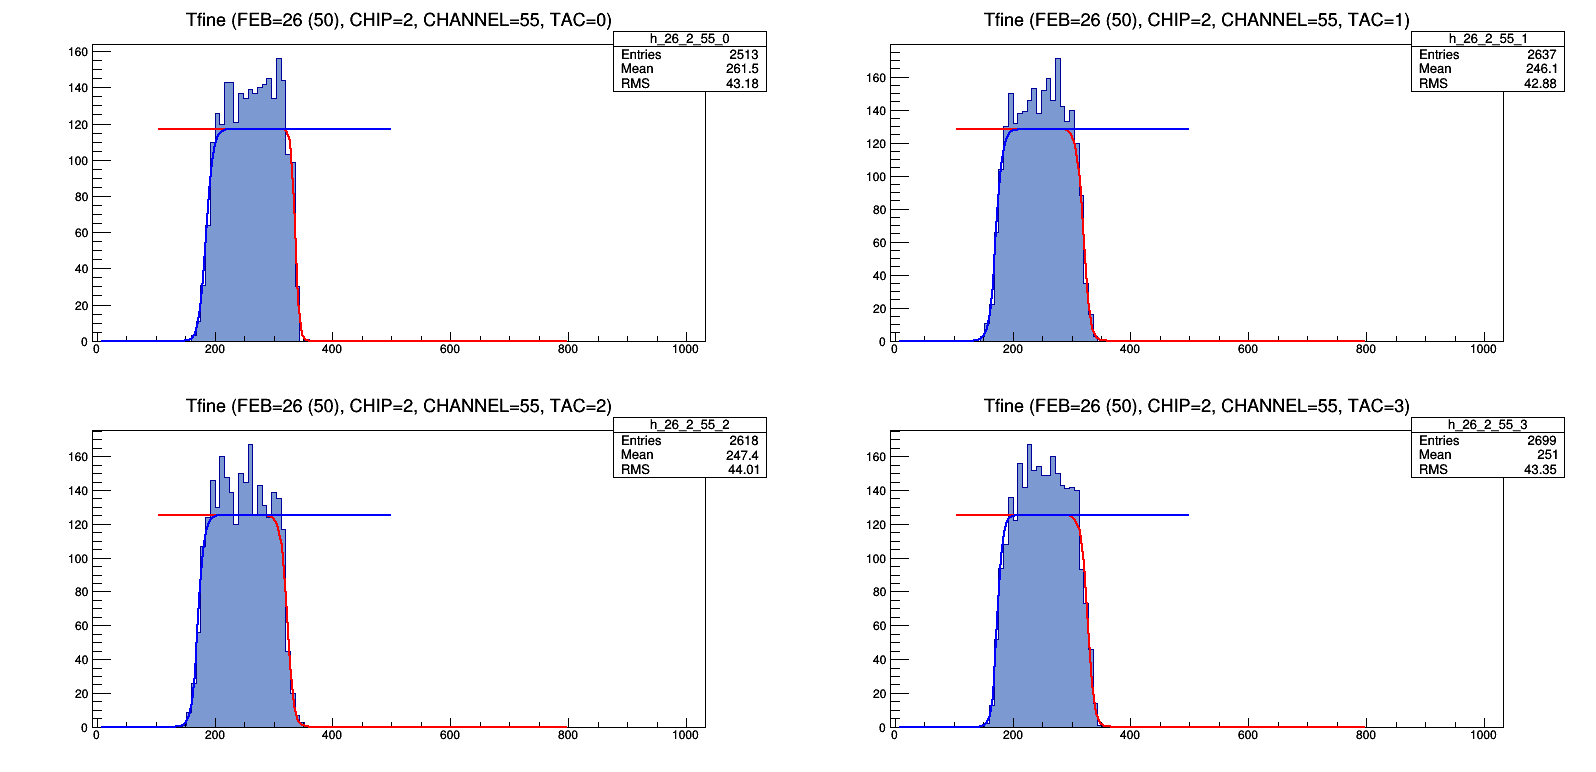 Tfine (FEB=26 (50), CHIP=2, CHANNEL=55, TAC=0)
h_26_2_55_0
Entries 2513
Mean 261.5
RMS 43.18
160
140
120
100
80
60
40
20
0
0 200 400 600 800 1000
Tfine (FEB=26 (50), CHIP=2, CHANNEL=55, TAC=1)
h_26_2_55_1
Entries 2637
Mean 246.1
RMS 42.88
160
140
120
100
80
60
40
20
0
0 200 400 600 800 1000
Tfine (FEB=26 (50), CHIP=2, CHANNEL=55, TAC=2)
h_26_2_55_2
Entries 2618
Mean 247.4
RMS 44.01
160
140
120
100
80
60
40
20
0
0 200 400 600 800 1000
Tfine (FEB=26 (50), CHIP=2, CHANNEL=55, TAC=3)
h_26_2_55_3
Entries 2699
Mean 251
RMS 43.35
160
140
120
100
80
60
40
20
0
0 200 400 600 800 1000